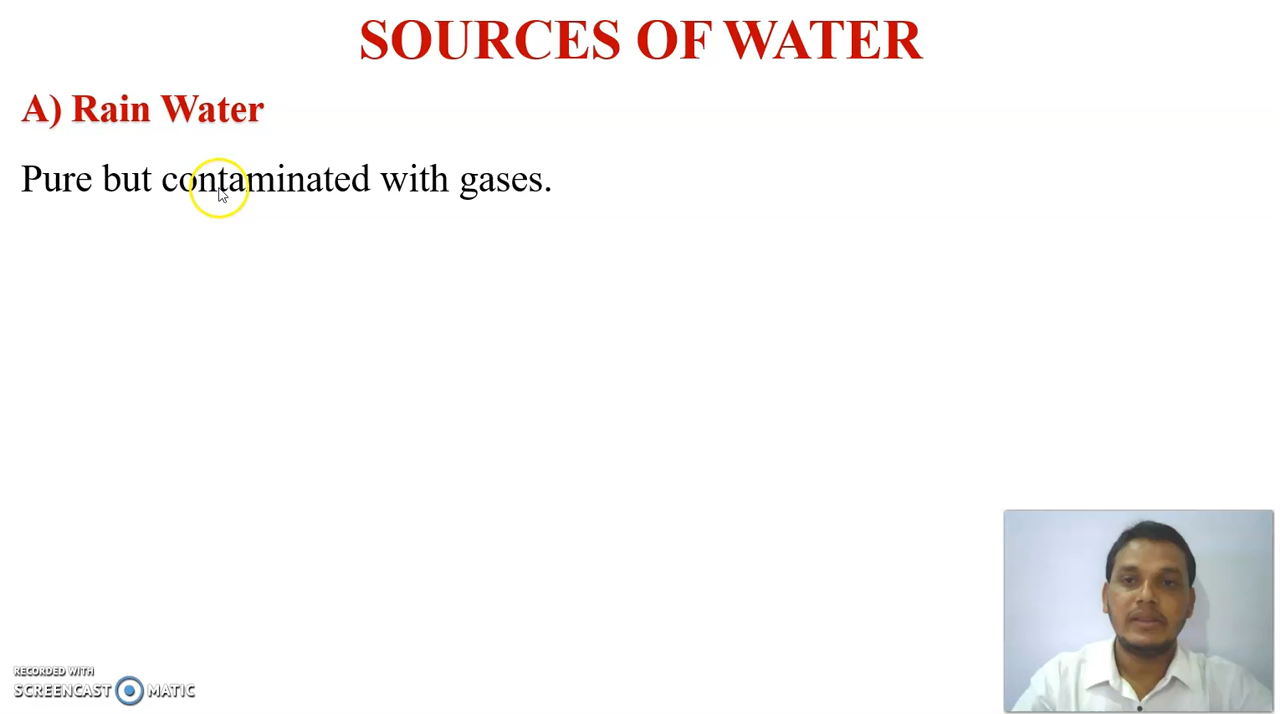 SOURCES OF WATER
A) Rain Water
Pure but contaminated with gases.
RECORDED WITH
SCREENCAST MATIC